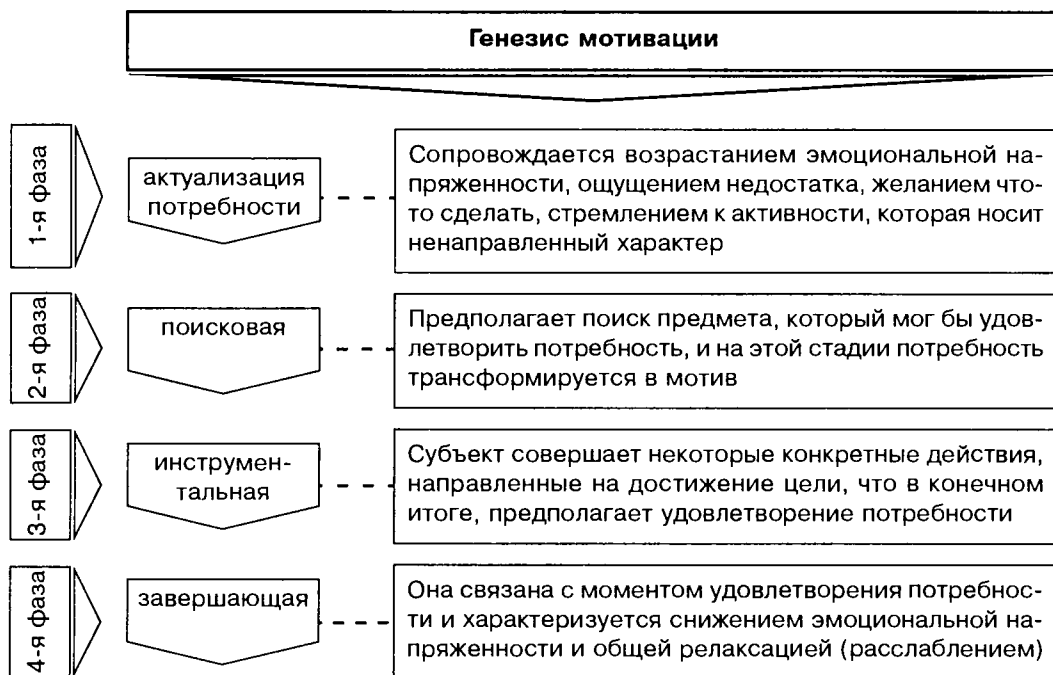 Генезис мотивации
1-я фаза
актуализация
потребности
Сопровождается возрастанием эмоциональной на-
пряженности, ощущением недостатка, желанием что-
то сделать, стремлением к активности, которая носит
ненаправленный характер
2-я фаза
поисковая
Предполагает поиск предмета, который мог бы удов-
летворить потребность, и на этой стадии потребность
трансформируется в мотив
3-я фаза
инструмен-
тальная
Субъект совершает некоторые конкретные действия,
направленные на достижение цели, что в конечном
итоге, предполагает удовлетворение потребности
4-я фаза
завершающая
Она связана с моментом удовлетворения потребнос-
ти и характеризуется снижением эмоциональной на-
пряженности и общей релаксацией (расслаблением)